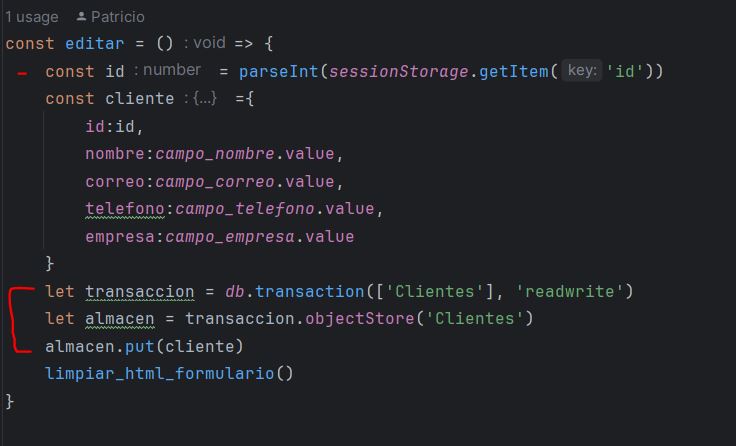 1 usage Patricio
const editar = () : void => {
const id : number = parseInt(sessionStorage.getItem( key: 'id'))
const cliente : {...} ={
id:id,
nombre:campo_nombre.value,
correo:campo_correo.value,
telefono:campo_telefono.value,
empresa:campo_empresa.value
}
let transaccion = db.transaction(['Clientes'], 'readwrite')
let almacen = transaccion.objectStore('Clientes')
almacen.put(cliente)
limpiar_html_formulario()
}